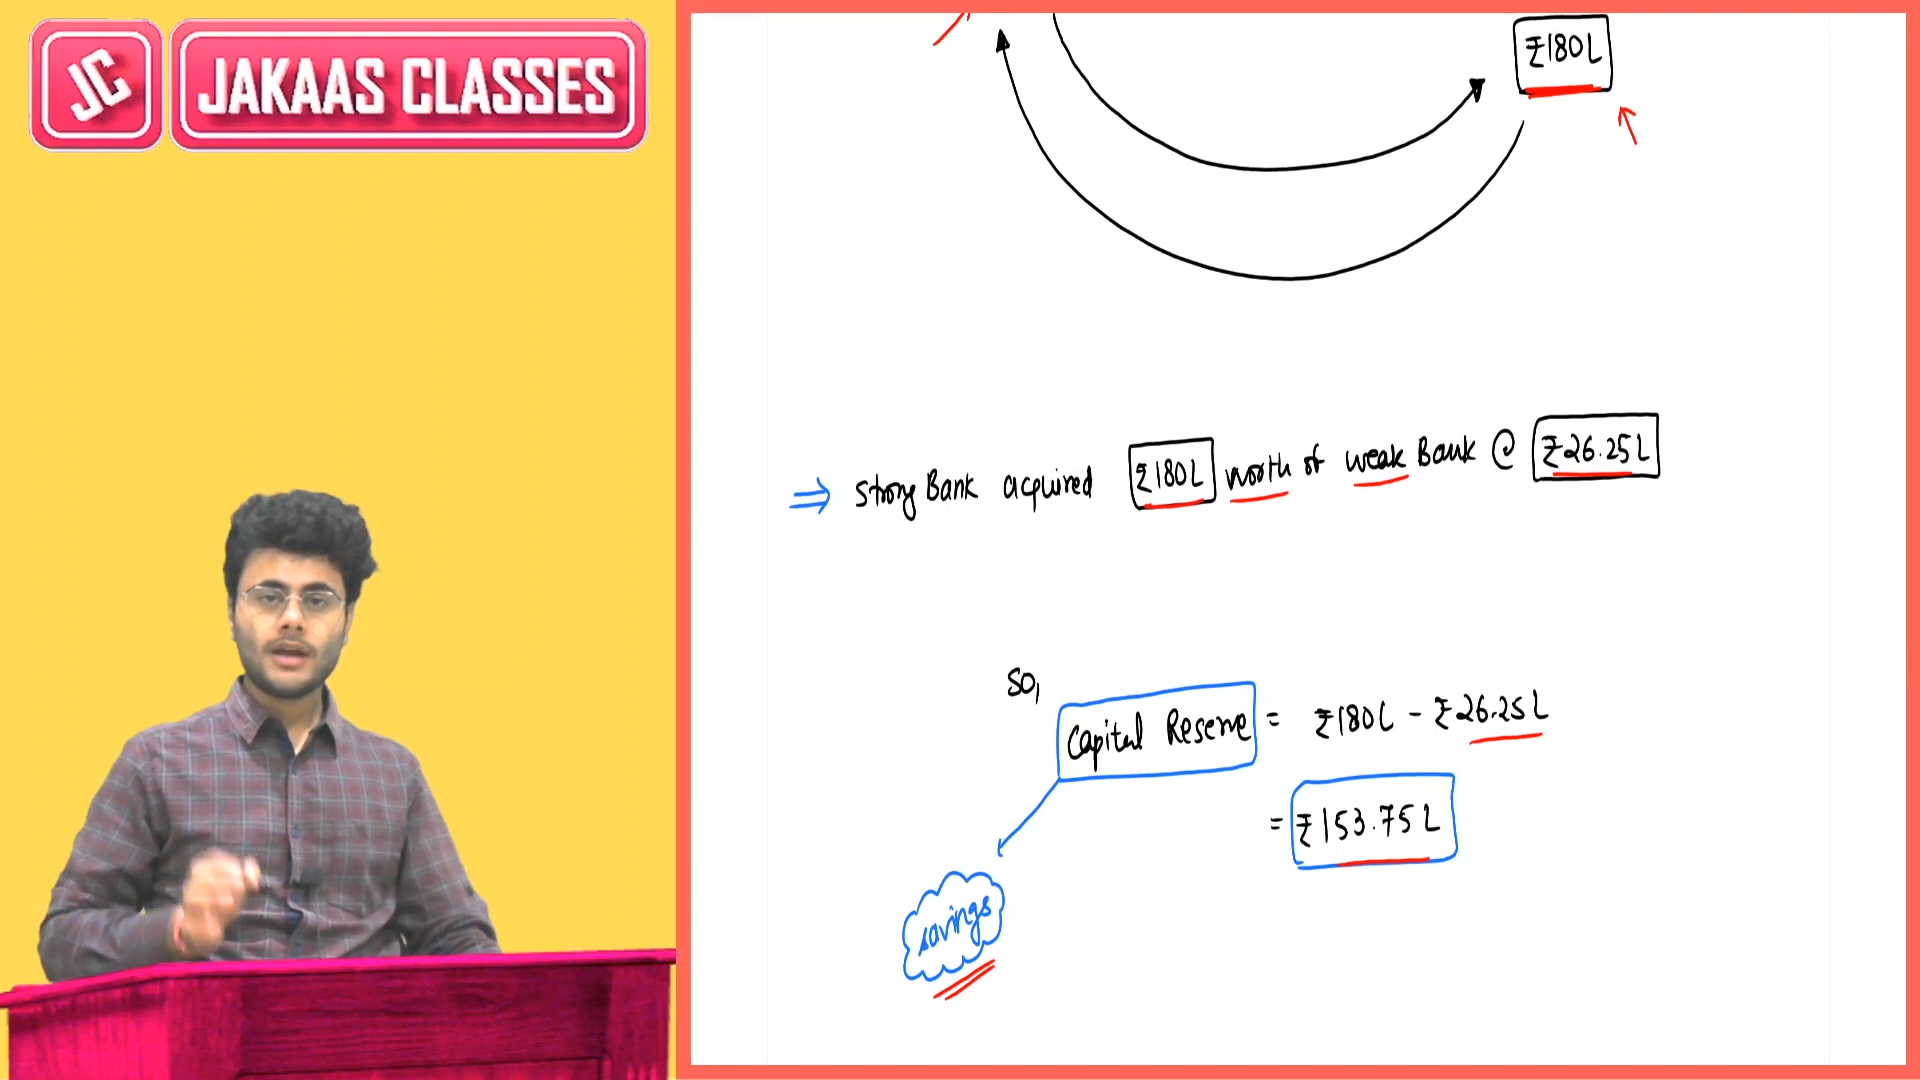 JC
JAKAAS CLASSES
₹180L
⇒ Strong Bank acquired ₹180L worth of weak Bank @ ₹26.25L
So,
Capital Reserve = ₹180L - ₹26.25L
= ₹153.75L
savings